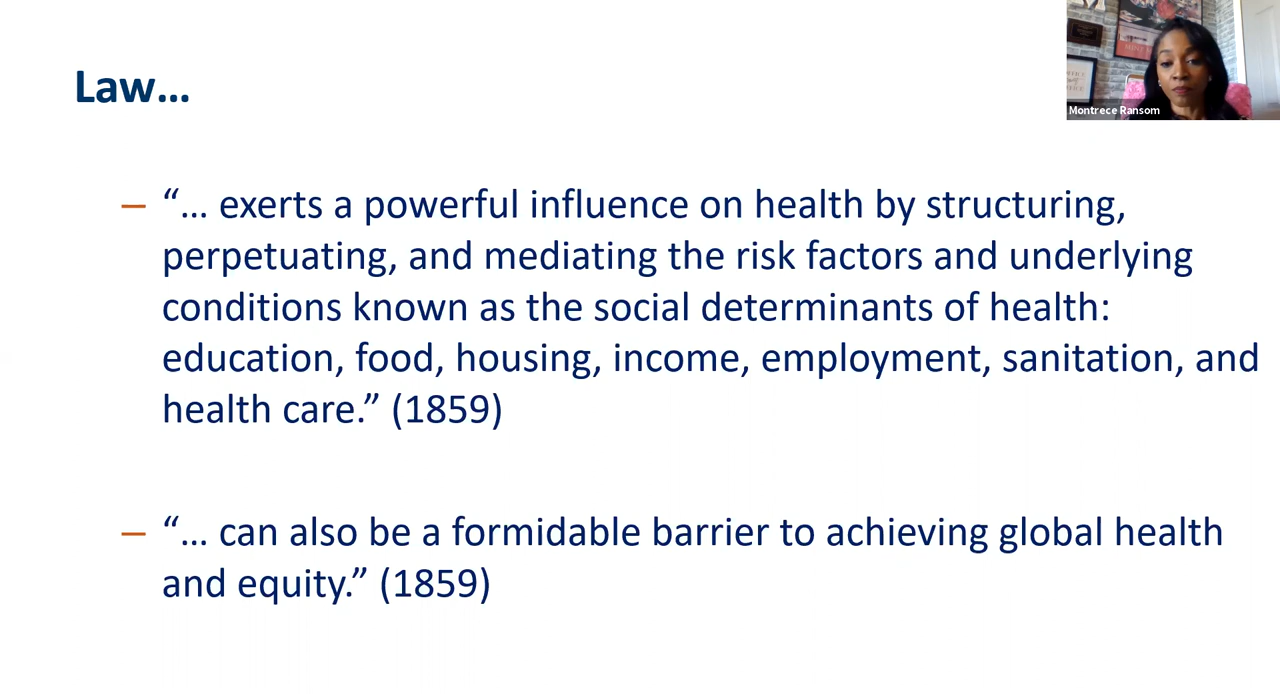 Law…
Montrece Ransom
– “… exerts a powerful influence on health by structuring,
perpetuating, and mediating the risk factors and underlying
conditions known as the social determinants of health:
education, food, housing, income, employment, sanitation, and
health care.” (1859)
– “… can also be a formidable barrier to achieving global health
and equity.” (1859)